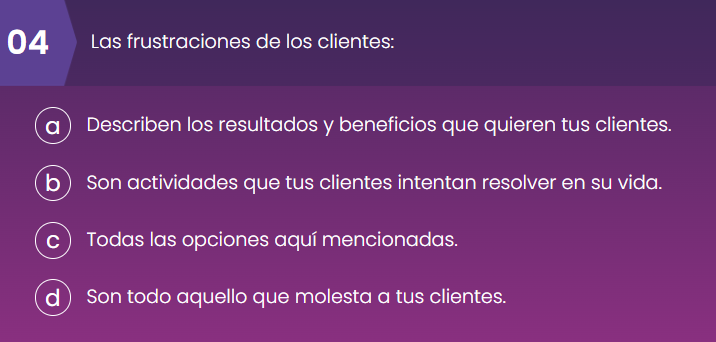 04
Las frustraciones de los clientes:
a
Describen los resultados y beneficios que quieren tus clientes.
b
Son actividades que tus clientes intentan resolver en su vida.
c
Todas las opciones aquí mencionadas.
d
Son todo aquello que molesta a tus clientes.